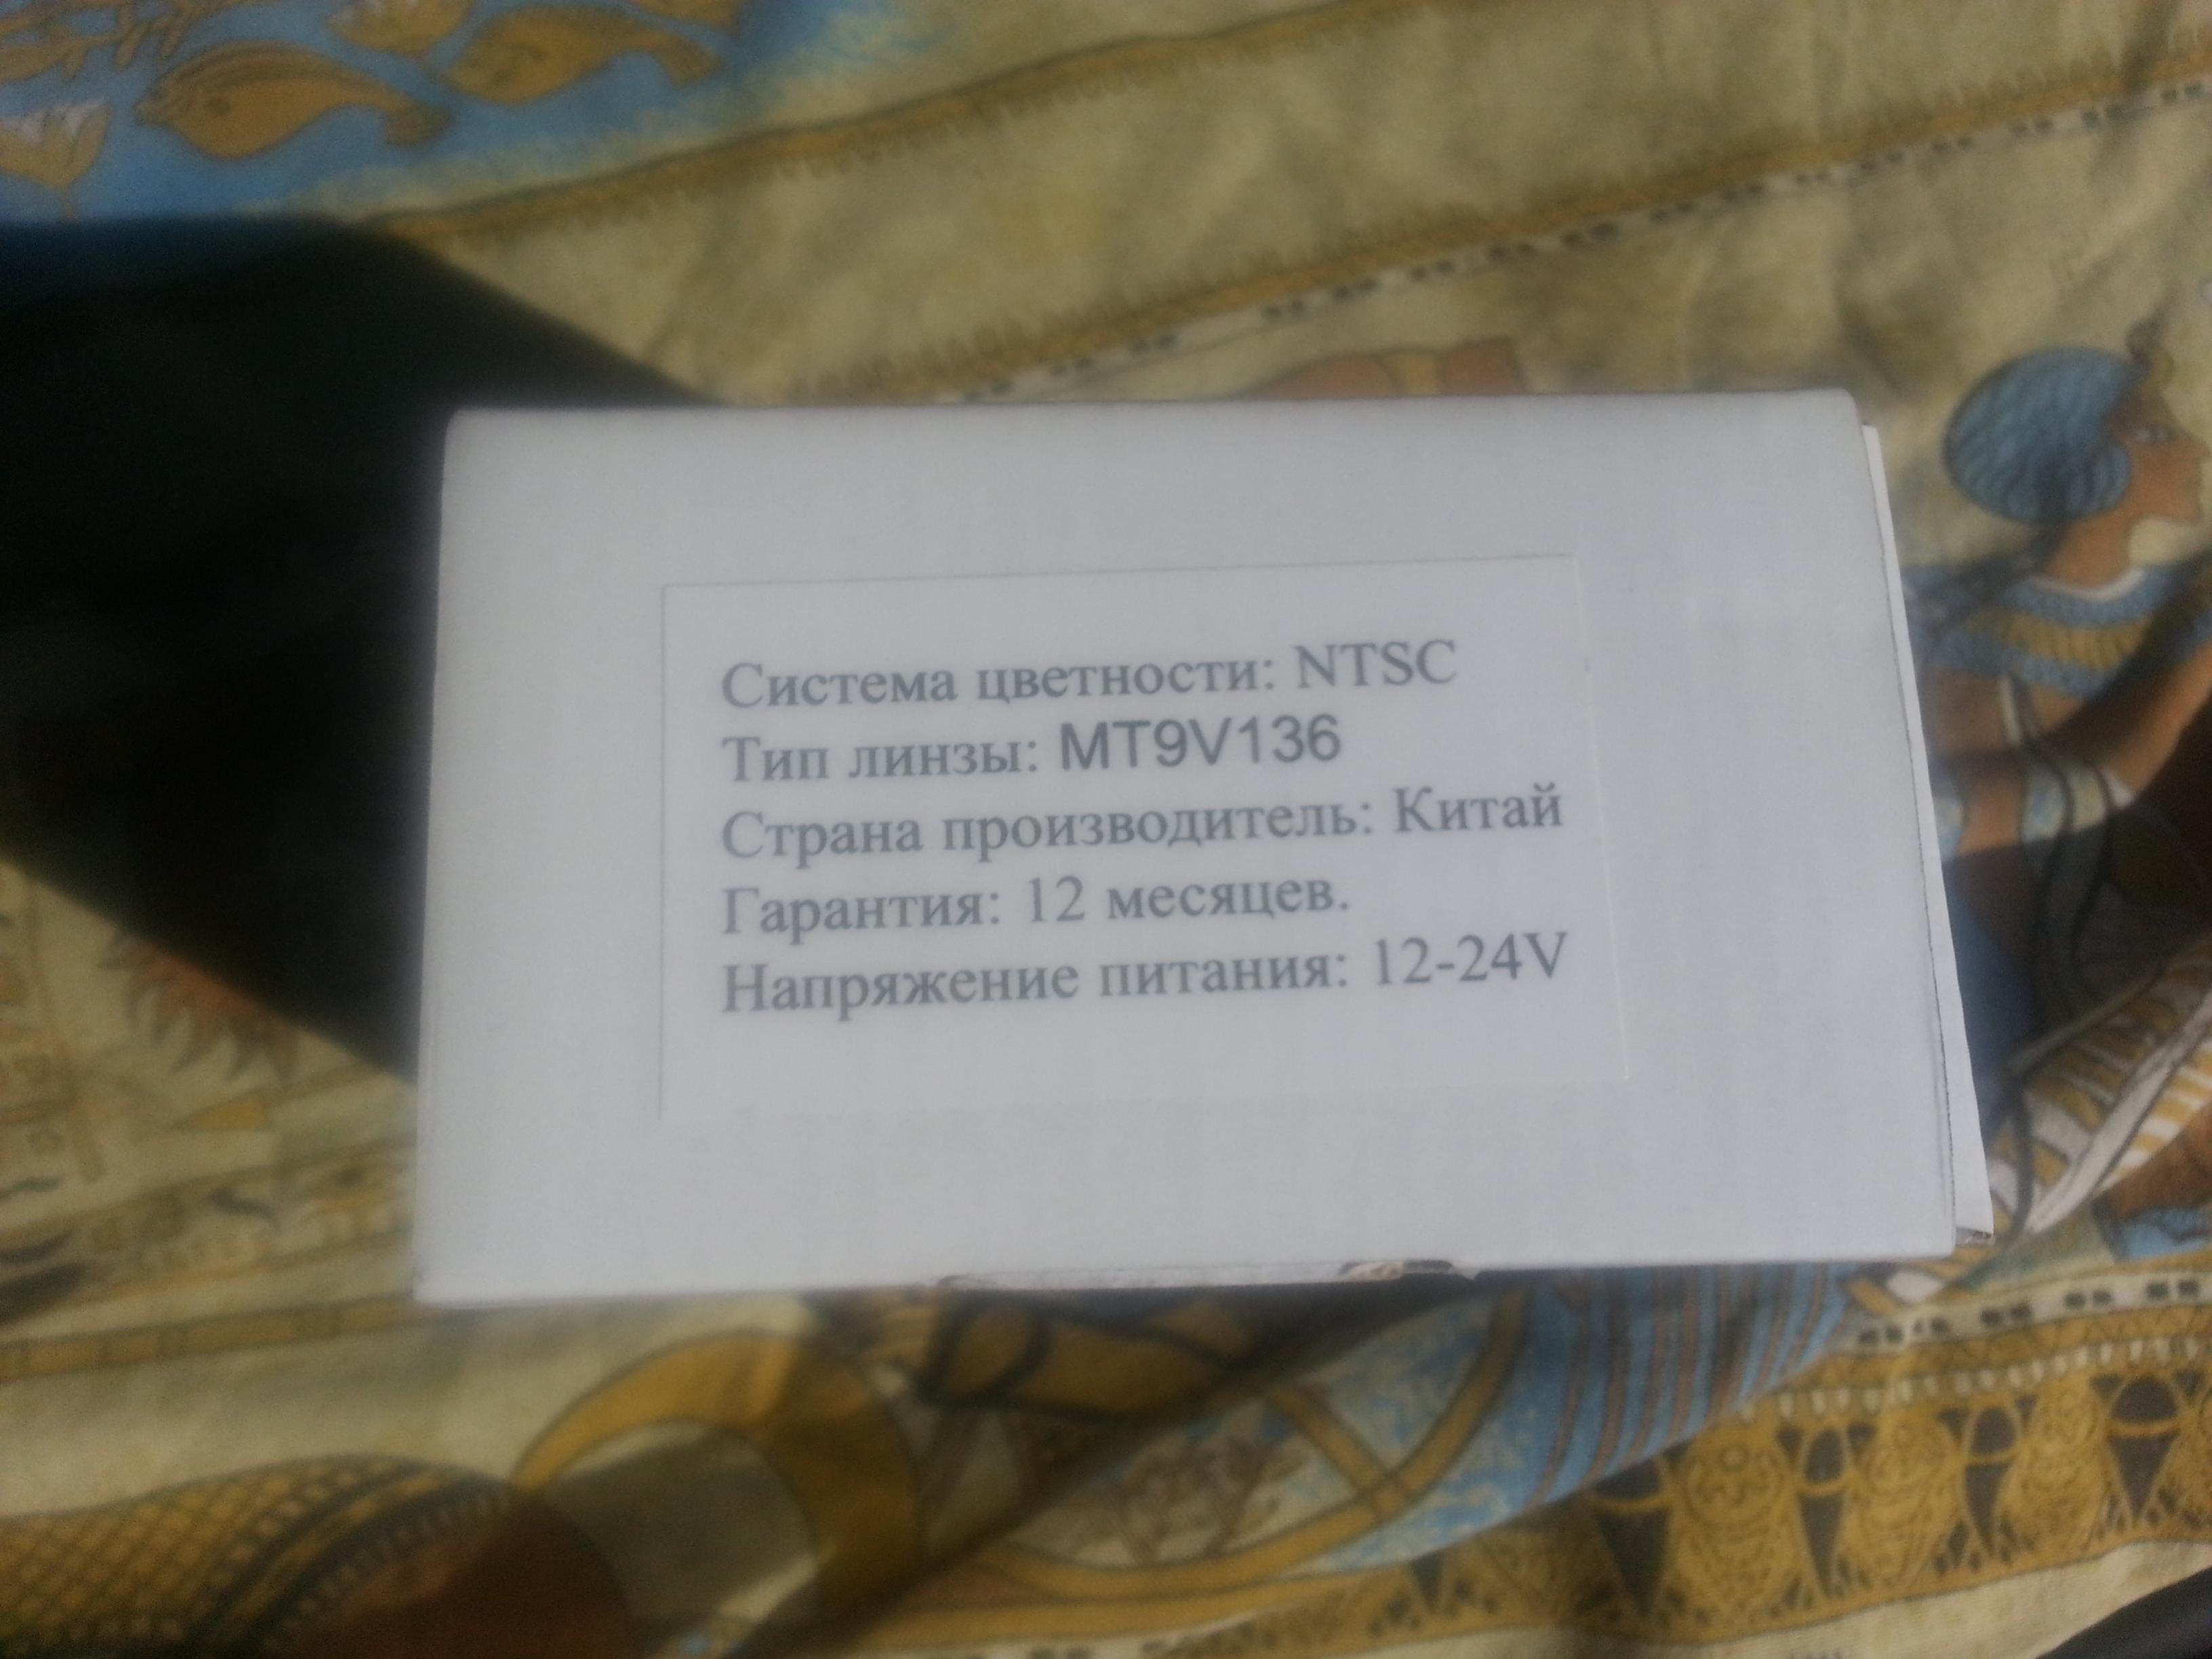 Система цветности: NTSC
Тип линзы: MT9V136
Страна производитель: Китай
Гарантия: 12 месяцев.
Напряжение питания: 12-24V